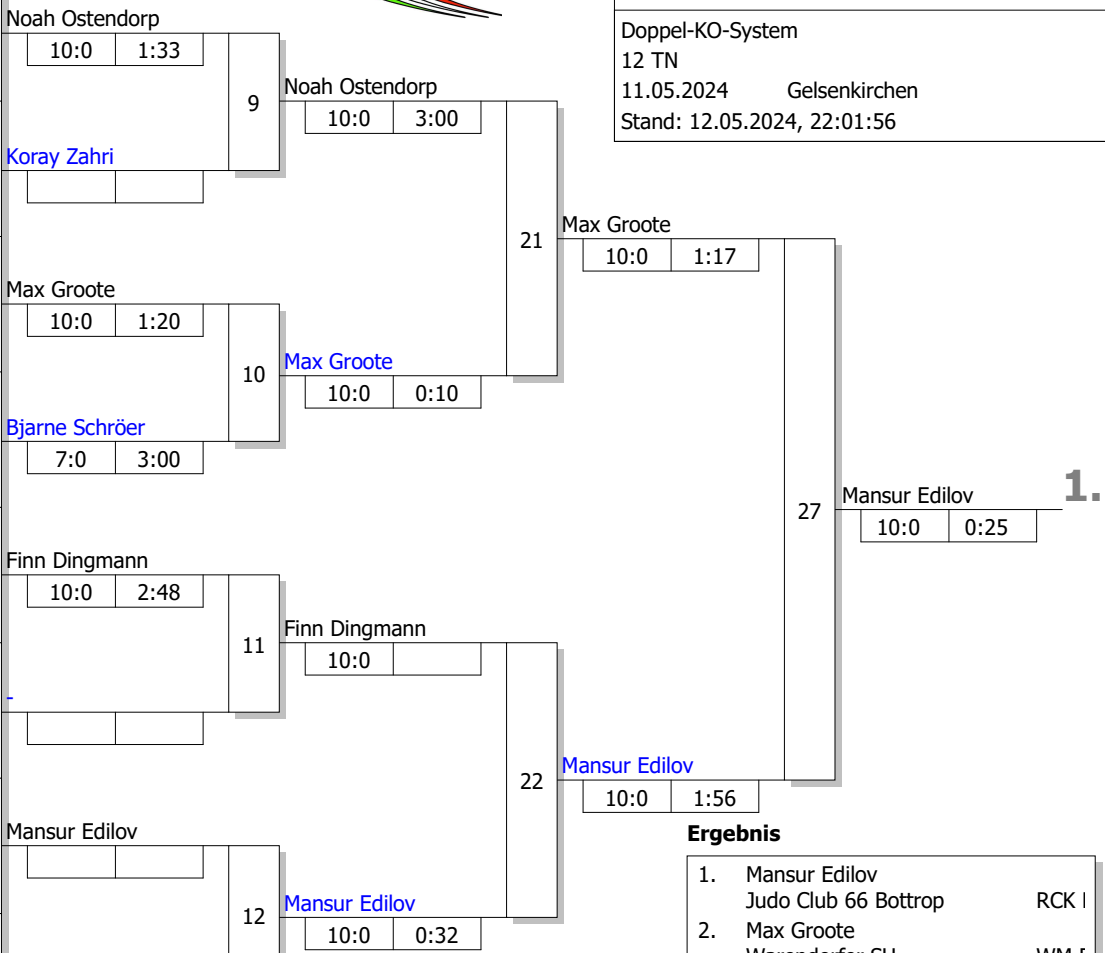 Noah Ostendorp
10:0 1:33
Doppel-KO-System
12 TN
11.05.2024 Gelsenkirchen
Stand: 12.05.2024, 22:01:56
9
Noah Ostendorp
10:0 3:00
Koray Zahri
21
Max Groote
10:0 1:17
Max Groote
10:0 1:20
10
Max Groote
10:0 0:10
Bjarne Schröer
7:0 3:00
27
Mansur Edilov
1.
10:0 0:25
Finn Dingmann
10:0 2:48
11
Finn Dingmann
10:0
-
22
Mansur Edilov
10:0 1:56
Mansur Edilov
12
Mansur Edilov
10:0 0:32
Ergebnis
1. Mansur Edilov
Judo Club 66 Bottrop RCK
2. Max Groote